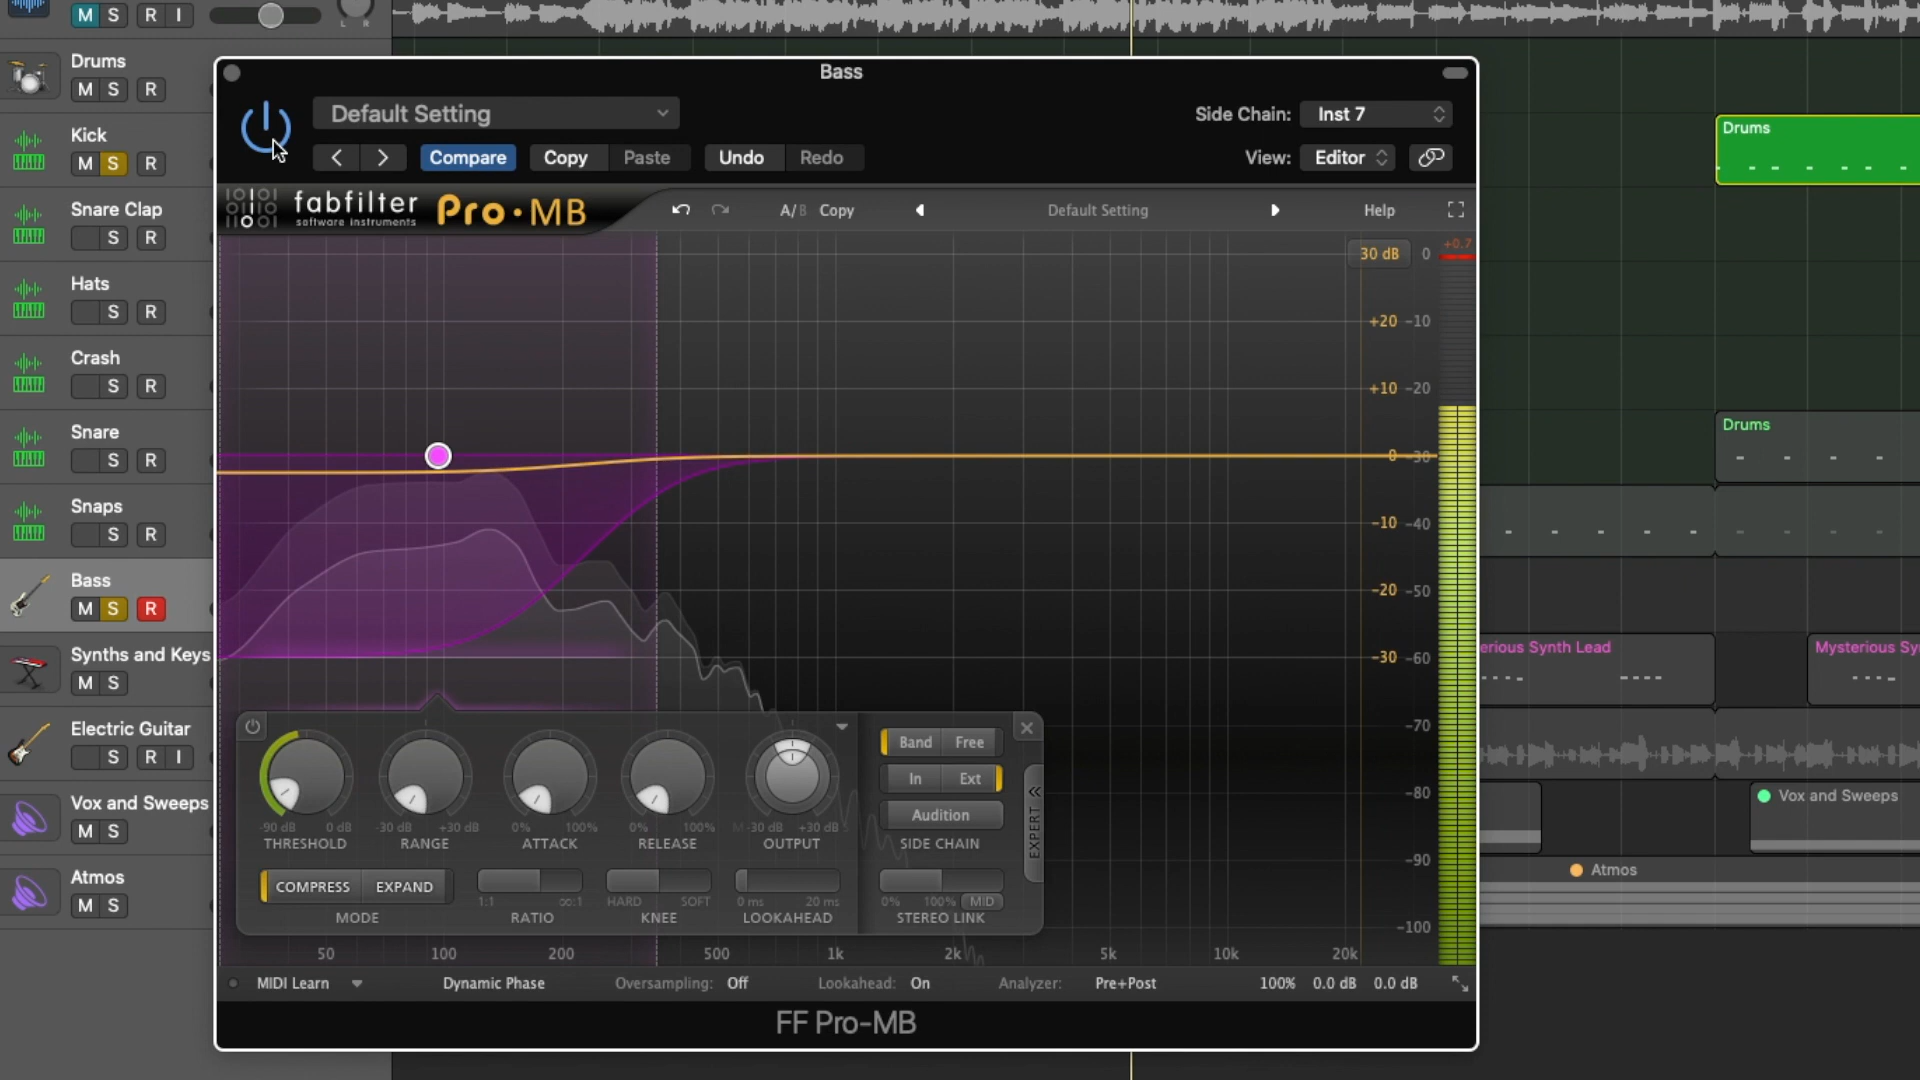 M S R I
L R
Drums
M S R
Kick
M S R
Snare Clap
S R
Hats
S R
Crash
S R
Snare
S R
Snaps
S R
Bass
M S R
Synths and Keys
M S
Electric Guitar
S R I
Vox and Sweeps
M S
Atmos
M S
Bass
Default Setting
Side Chain: Inst 7
Compare Copy Paste Undo Redo
View: Editor
fabfilter Pro·MB
software instruments
A/B Copy Default Setting Help
30 dB 0 +0.7
+20 -10
+10 -20
0 -30
-10 -40
-20 -50
-30 -60
-70
-80
-90
-100
Band Free
In Ext
Audition
SIDE CHAIN
EXPERT
-90 dB 0 dB -30 dB +30 dB 0% 100% 0% 100% M -30 dB +30 dB S
THRESHOLD RANGE ATTACK RELEASE OUTPUT
COMPRESS EXPAND
1:1 ∞:1 HARD SOFT 0 ms 20 ms 0% 100% MID
MODE RATIO KNEE LOOKAHEAD STEREO LINK
50 100 200 500 1k 2k 5k 10k 20k
MIDI Learn Dynamic Phase Oversampling: Off Lookahead: On Analyzer: Pre+Post 100% 0.0 dB 0.0 dB
FF Pro-MB
Drums
Drums
erious Synth Lead
Mysterious Sy
Vox and Sweeps
Atmos